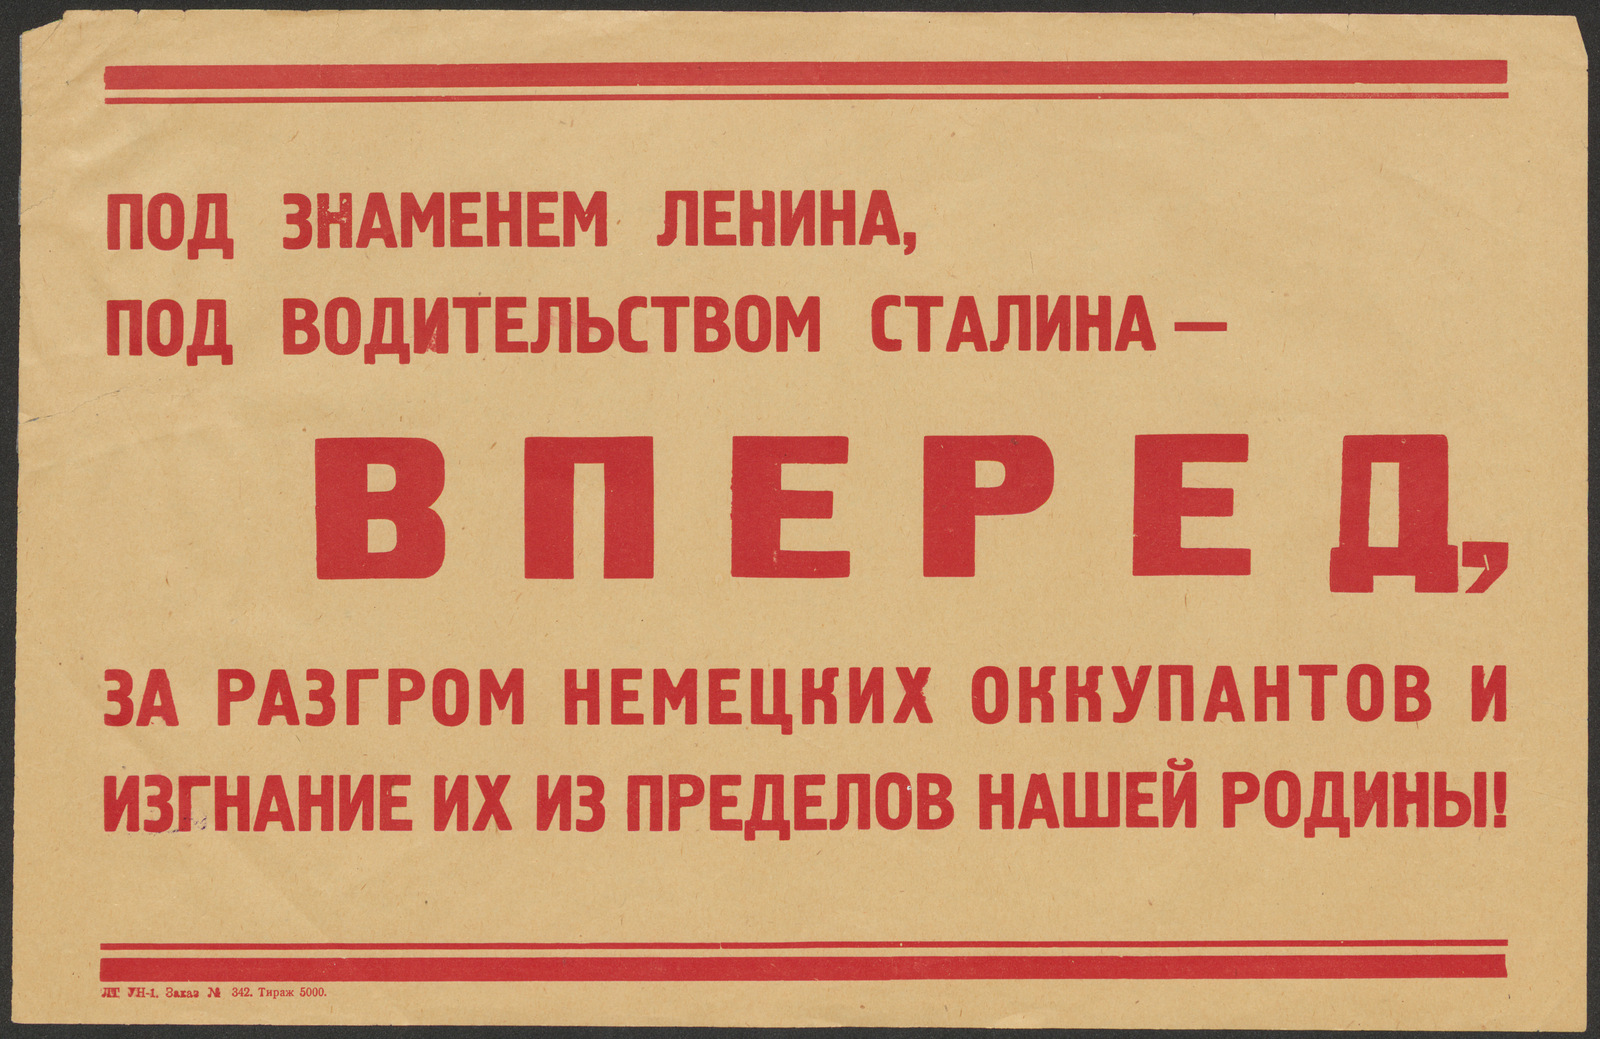 ПОД ЗНАМЕНЕМ ЛЕНИНА,
ПОД ВОДИТЕЛЬСТВОМ СТАЛИНА —
ВПЕРЕД,
ЗА РАЗГРОМ НЕМЕЦКИХ ОККУПАНТОВ И
ИЗГНАНИЕ ИХ ИЗ ПРЕДЕЛОВ НАШЕЙ РОДИНЫ!
ЛТ УН-1. Заказ № 342. Тираж 5000.